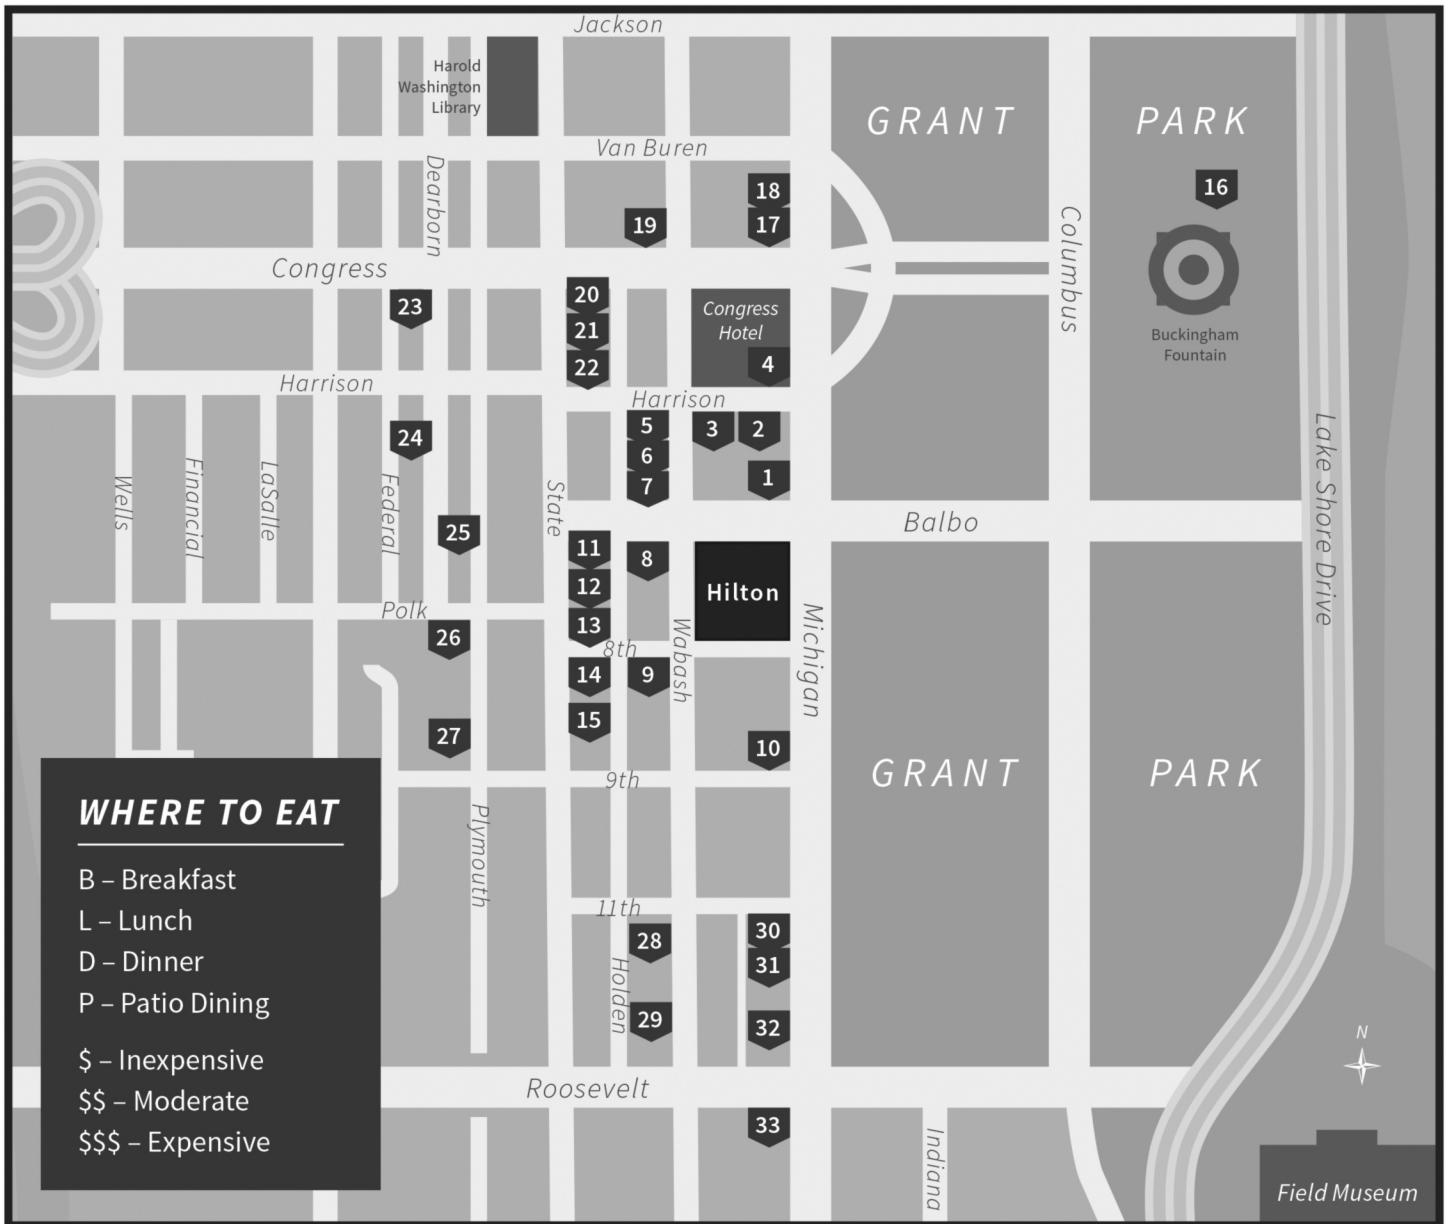 Jackson
Harold
Washington
Library
GRANT PARK
Van Buren
Dearborn
18
16
19
17
Columbus
Congress
23
20
Congress
Hotel
21
22
4
Buckingham
Fountain
Harrison
Harrison
5
3
2
24
6
1
7
Wells
Financial
LaSalle
Federal
State
25
Balbo
Lake Shore Drive
11
8
12
Hilton
Polk
13
26
8th
Wabash
Michigan
14
9
15
27
10
9th
GRANT PARK
Plymouth
WHERE TO EAT
B – Breakfast
L – Lunch
D – Dinner
P – Patio Dining
$ – Inexpensive
$$ – Moderate
$$$ – Expensive
11th
28
30
31
Holden
29
32
N
Roosevelt
33
Indiana
Field Museum